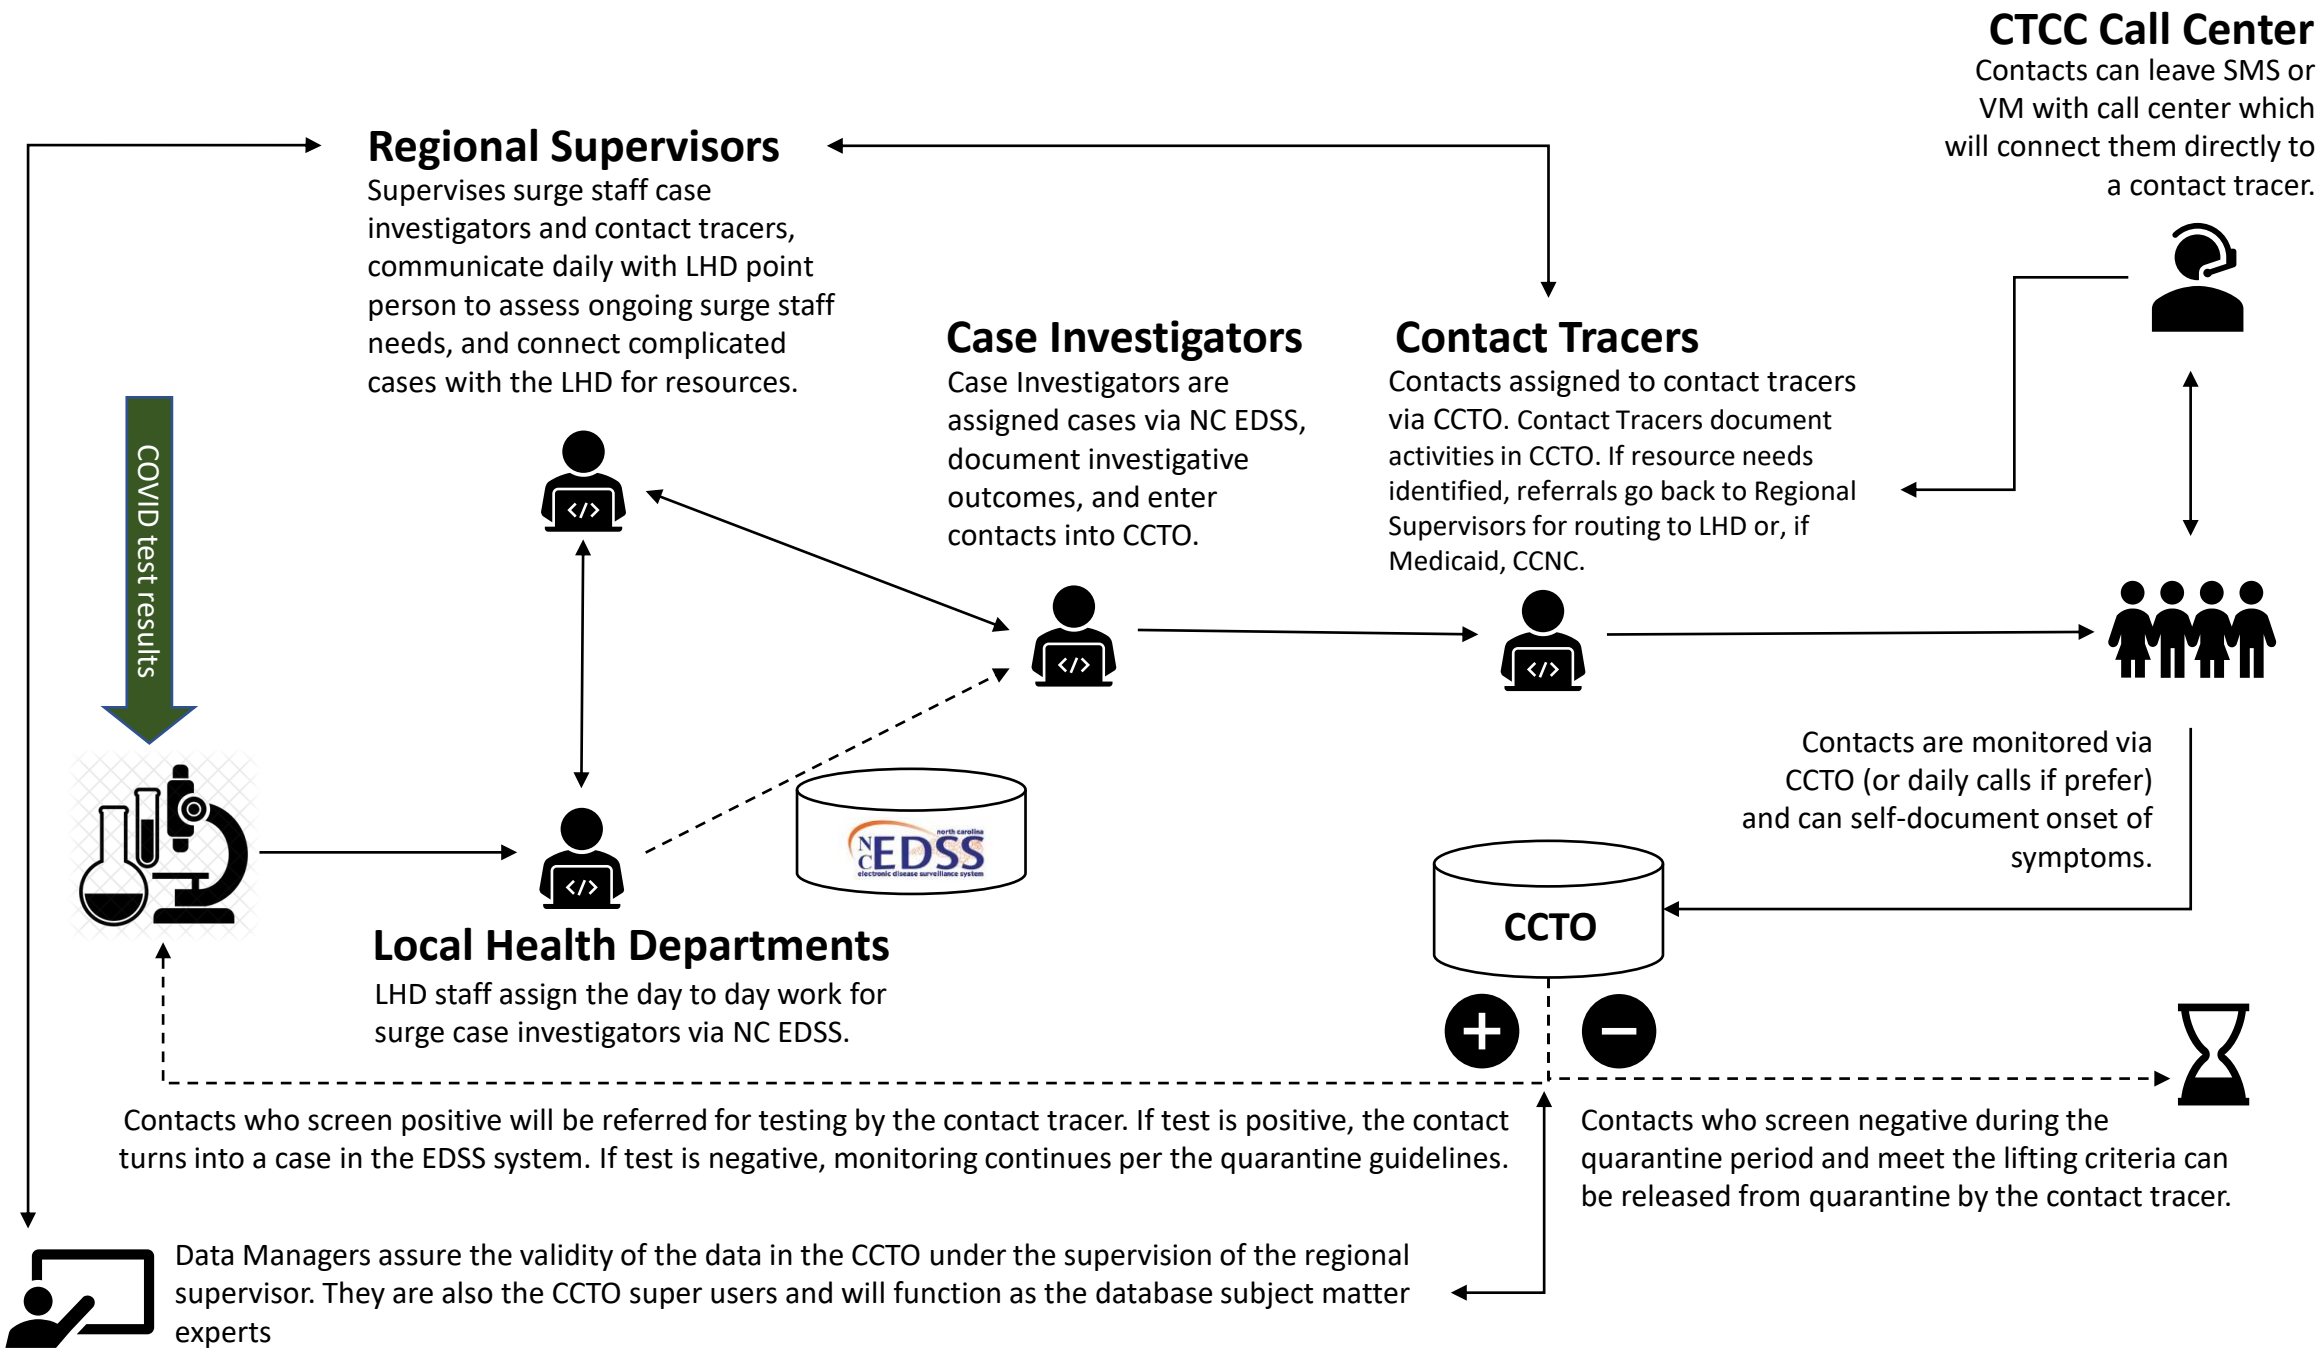 CTCC Call Center
Contacts can leave SMS or
VM with call center which
will connect them directly to
a contact tracer.
Regional Supervisors
Supervises surge staff case
investigators and contact tracers,
communicate daily with LHD point
person to assess ongoing surge staff
needs, and connect complicated
cases with the LHD for resources.
Case Investigators
Case Investigators are
assigned cases via NC EDSS,
document investigative
outcomes, and enter
contacts into CCTO.
Contact Tracers
Contacts assigned to contact tracers
via CCTO. Contact Tracers document
activities in CCTO. If resource needs
identified, referrals go back to Regional
Supervisors for routing to LHD or, if
Medicaid, CCNC.
COVID test results
</>
</>
</>
</>
north carolina
NC EDSS
electronic disease surveillance system
Contacts are monitored via
CCTO (or daily calls if prefer)
and can self-document onset of
symptoms.
CCTO
Local Health Departments
LHD staff assign the day to day work for
surge case investigators via NC EDSS.
Contacts who screen positive will be referred for testing by the contact tracer. If test is positive, the contact
turns into a case in the EDSS system. If test is negative, monitoring continues per the quarantine guidelines.
Contacts who screen negative during the
quarantine period and meet the lifting criteria can
be released from quarantine by the contact tracer.
Data Managers assure the validity of the data in the CCTO under the supervision of the regional
supervisor. They are also the CCTO super users and will function as the database subject matter
experts